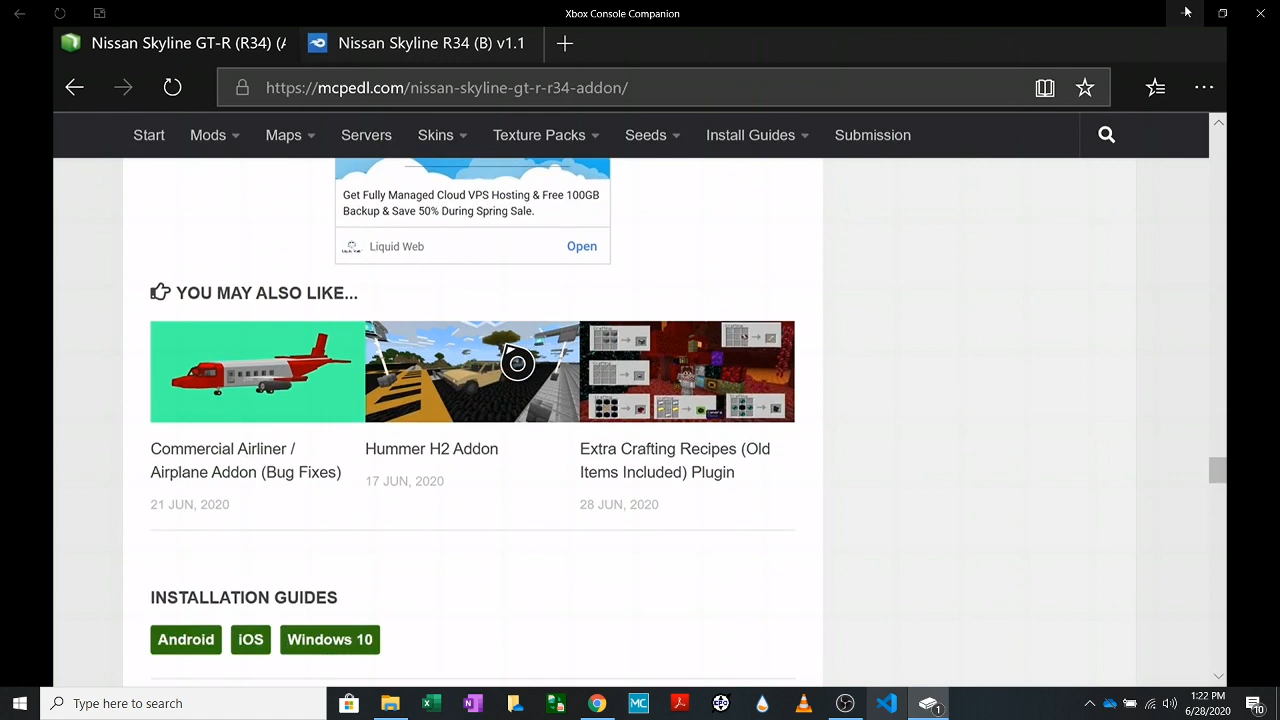 Xbox Console Companion
Nissan Skyline GT-R (R34) (A
Nissan Skyline R34 (B) v1.1
https://mcpedl.com/nissan-skyline-gt-r-r34-addon/
Start Mods Maps Servers Skins Texture Packs Seeds Install Guides Submission
Get Fully Managed Cloud VPS Hosting & Free 100GB
Backup & Save 50% During Spring Sale.
Liquid Web Open
YOU MAY ALSO LIKE...
Commercial Airliner /
Airplane Addon (Bug Fixes)
21 JUN, 2020
Hummer H2 Addon
17 JUN, 2020
Extra Crafting Recipes (Old
Items Included) Plugin
28 JUN, 2020
INSTALLATION GUIDES
Android iOS Windows 10
Type here to search
MC
1:22 PM
6/28/2020